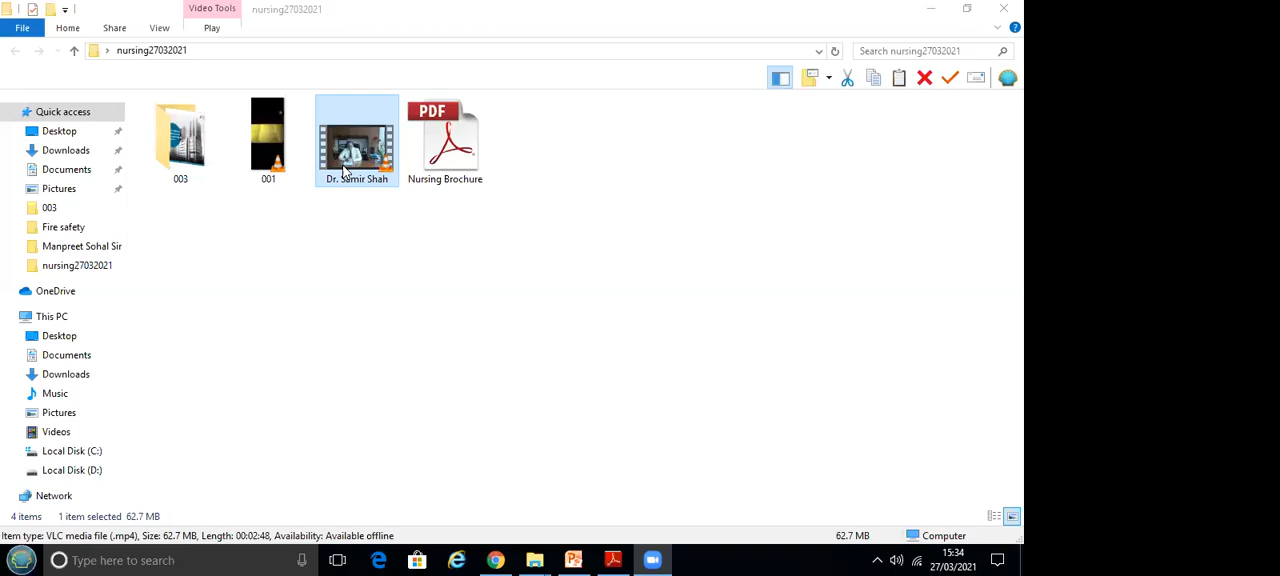 Video Tools
nursing27032021
File
Home
Share
View
Play
nursing27032021
Search nursing27032021
Quick access
Desktop
Downloads
Documents
Pictures
003
Fire safety
Manpreet Sohal Sir
nursing27032021
OneDrive
This PC
Desktop
Documents
Downloads
Music
Pictures
Videos
Local Disk (C:)
Local Disk (D:)
Network
003
001
Dr. Samir Shah
PDF
Nursing Brochure
4 items
1 item selected 62.7 MB
Item type: VLC media file (.mp4), Size: 62.7 MB, Length: 00:02:48, Availability: Available offline
62.7 MB
Computer
Type here to search
15:34
27/03/2021